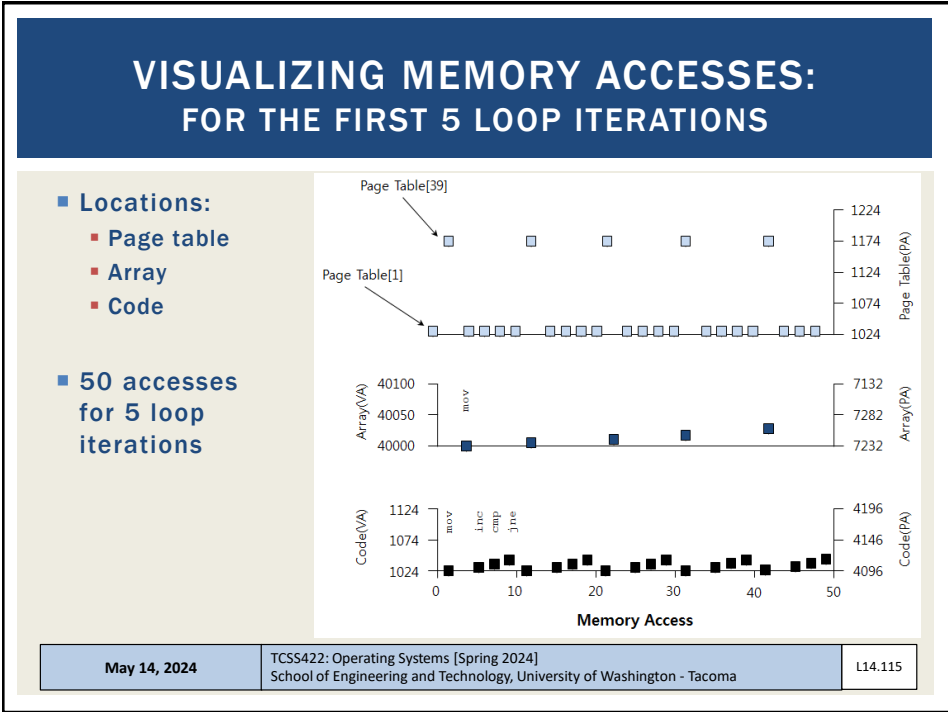 VISUALIZING MEMORY ACCESSES:
FOR THE FIRST 5 LOOP ITERATIONS
Locations:
Page table
Array
Code
50 accesses
for 5 loop
iterations
Page Table[39]
Page Table[1]
1224
1174
1124
1074
1024
Page Table(PA)
Array(VA)
40100
40050
40000
mov
7132
7282
7232
Array(PA)
Code(VA)
1124
1074
1024
mov
inc
cmp
jne
4196
4146
4096
Code(PA)
0 10 20 30 40 50
Memory Access
May 14, 2024
TCSS422: Operating Systems [Spring 2024]
School of Engineering and Technology, University of Washington - Tacoma
L14.115